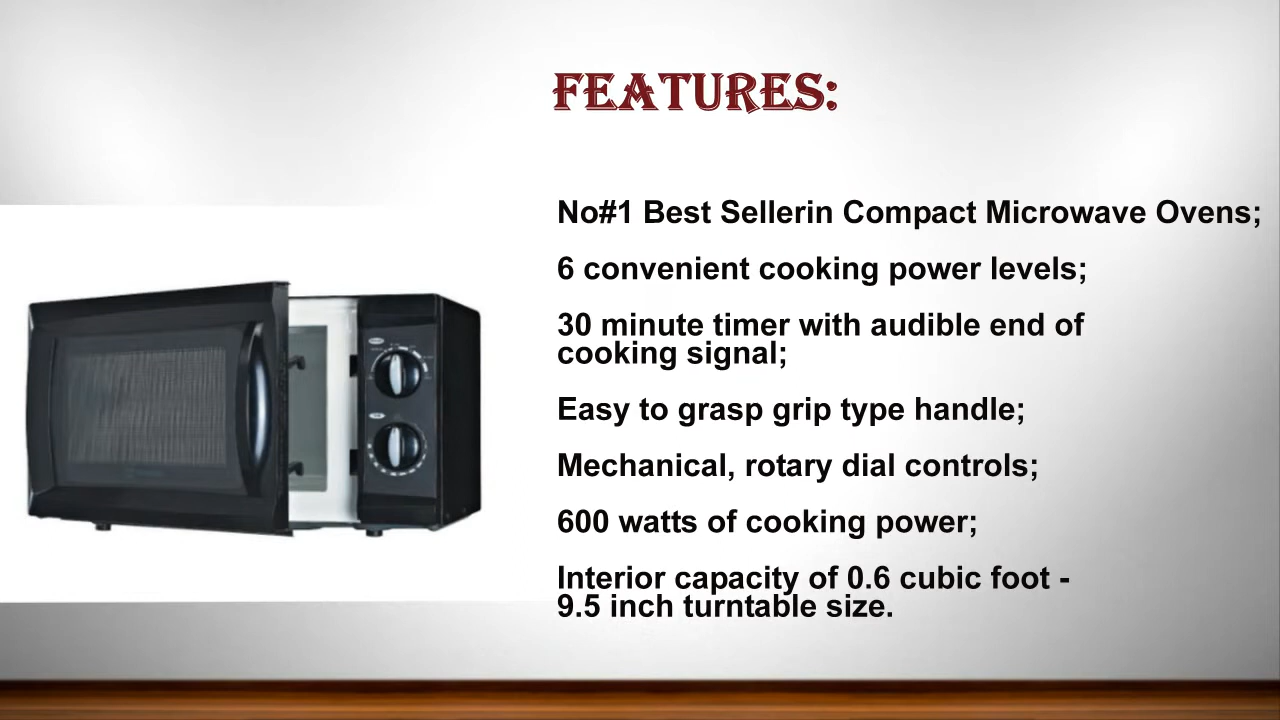 FEATURES:
No#1 Best Sellerin Compact Microwave Ovens;
6 convenient cooking power levels;
30 minute timer with audible end of
cooking signal;
Easy to grasp grip type handle;
Mechanical, rotary dial controls;
600 watts of cooking power;
Interior capacity of 0.6 cubic foot -
9.5 inch turntable size.